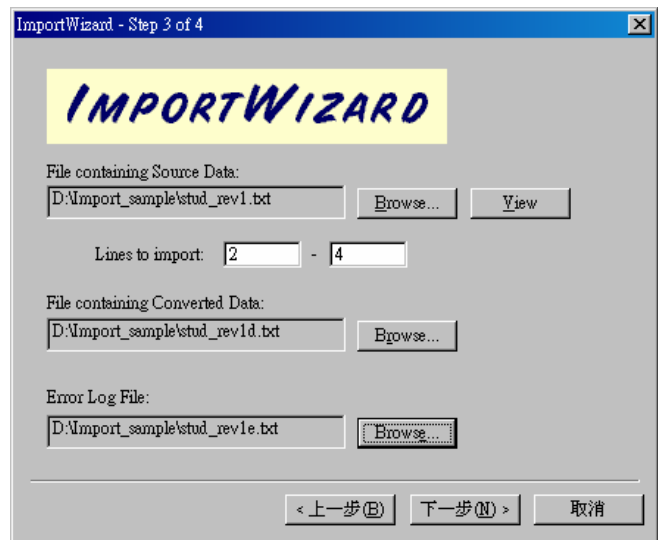 ImportWizard - Step 3 of 4
IMPORTWIZARD
File containing Source Data:
D:\Import_sample\stud_rev1.txt Browse... View
Lines to import: 2 - 4
File containing Converted Data:
D:\Import_sample\stud_rev1d.txt Browse...
Error Log File:
D:\Import_sample\stud_rev1e.txt Browse...
< 上一步(B) 下一步(N) > 取消